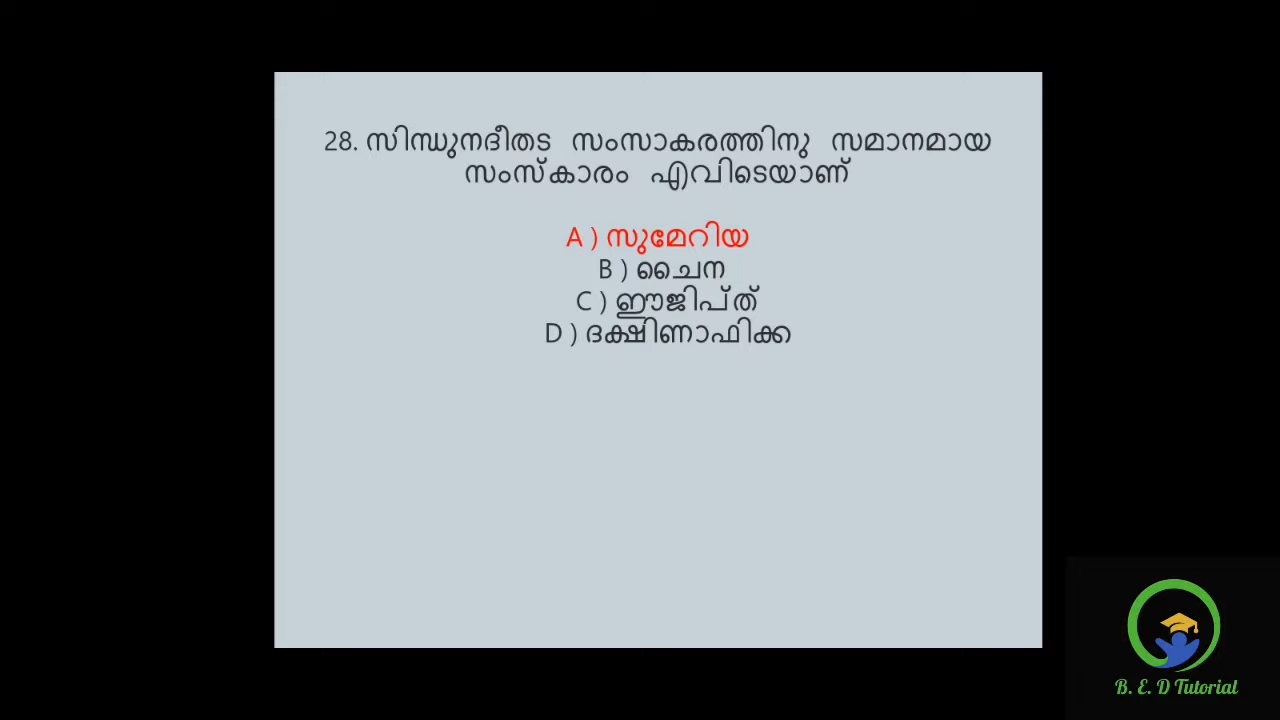 28. സിന്ധുനദീതട സംസാകരത്തിനു സമാനമായ
സംസ്കാരം എവിടെയാണ്
A ) സുമേറിയ
B ) ചൈന
C ) ഈജിപ്ത്
D ) ദക്ഷിണാഫിക്ക
B. E. D Tutorial